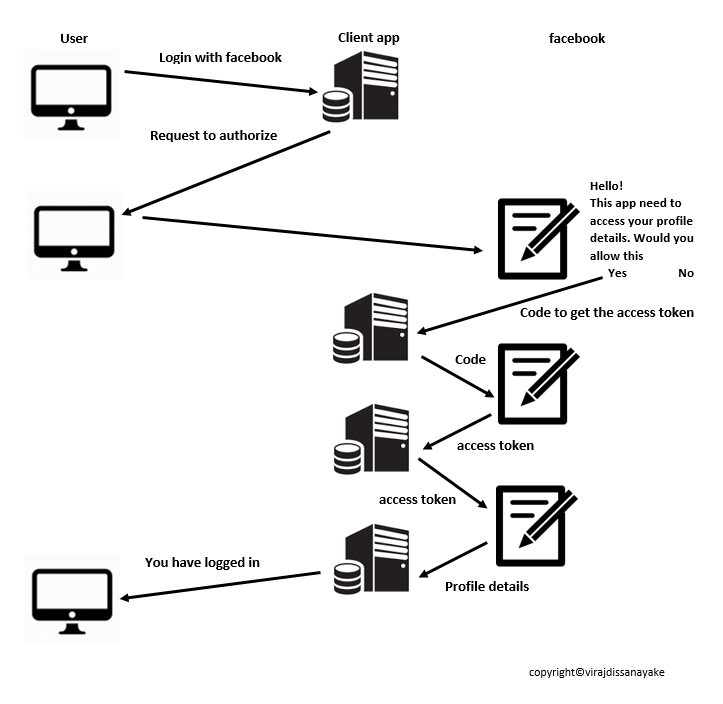 User
Client app
facebook
Login with facebook
Request to authorize
Hello!
This app need to
access your profile
details. Would you
allow this
Yes No
Code to get the access token
Code
access token
access token
You have logged in
Profile details
copyright©virajdissanayake